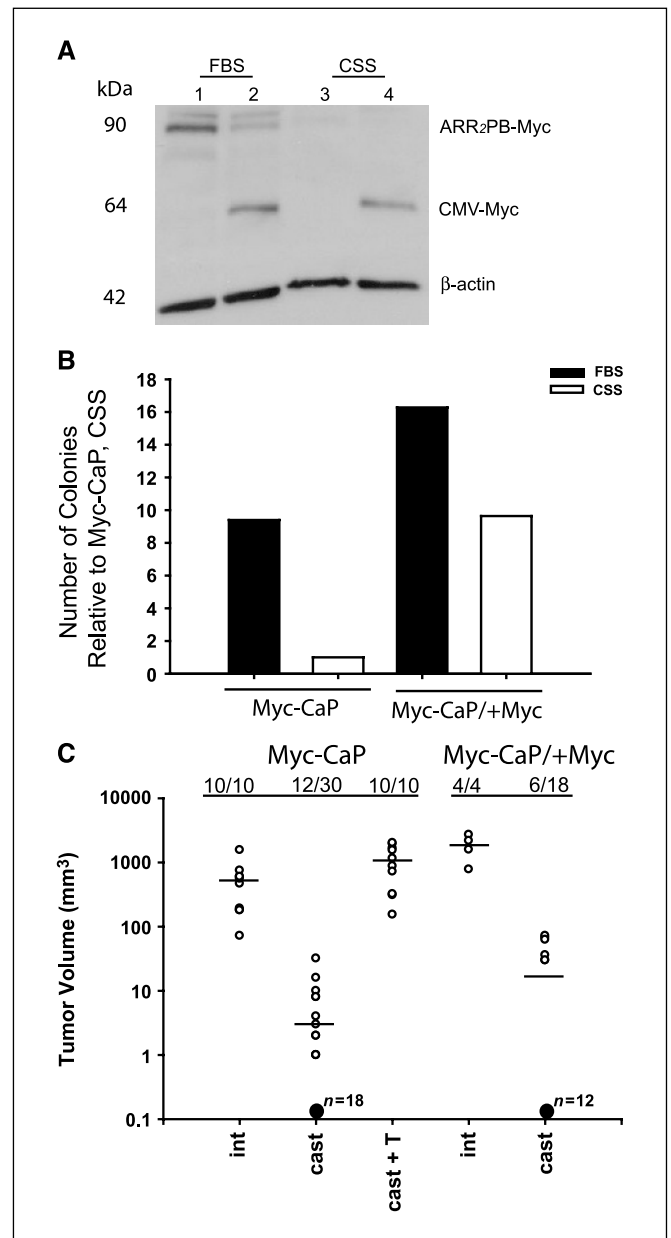 A
FBS CSS
kDa 1 2 3 4
90 ARR2PB-Myc
64 CMV-Myc
42 β-actin
B
Number of Colonies
Relative to Myc-CaP, CSS
18
16
14
12
10
8
6
4
2
0
FBS
CSS
Myc-CaP Myc-CaP/+Myc
C
Myc-CaP Myc-CaP/+Myc
10/10 12/30 10/10 4/4 6/18
Tumor Volume (mm3)
10000
1000
100
10
1
0.1
n=18 n=12
int cast cast + T int cast